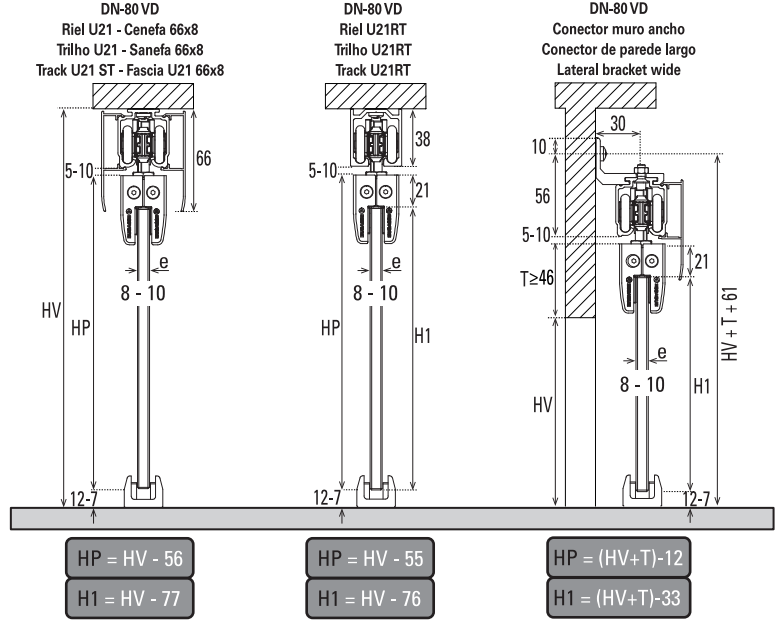 DN-80 VD
Riel U21 - Cenefa 66x8
Trilho U21 - Sanefa 66x8
Track U21 ST - Fascia U21 66x8
66
5-10
e
8 - 10
HV
HP
12-7
HP = HV - 56
H1 = HV - 77
DN-80 VD
Riel U21RT
Trilho U21RT
Track U21RT
38
5-10
21
e
8 - 10
HP
H1
12-7
HP = HV - 55
H1 = HV - 76
DN-80 VD
Conector muro ancho
Conector de parede largo
Lateral bracket wide
30
10
56
5-10
21
T≥46
HV + T + 61
e
8 - 10
H1
HV
12-7
HP = (HV+T)-12
H1 = (HV+T)-33